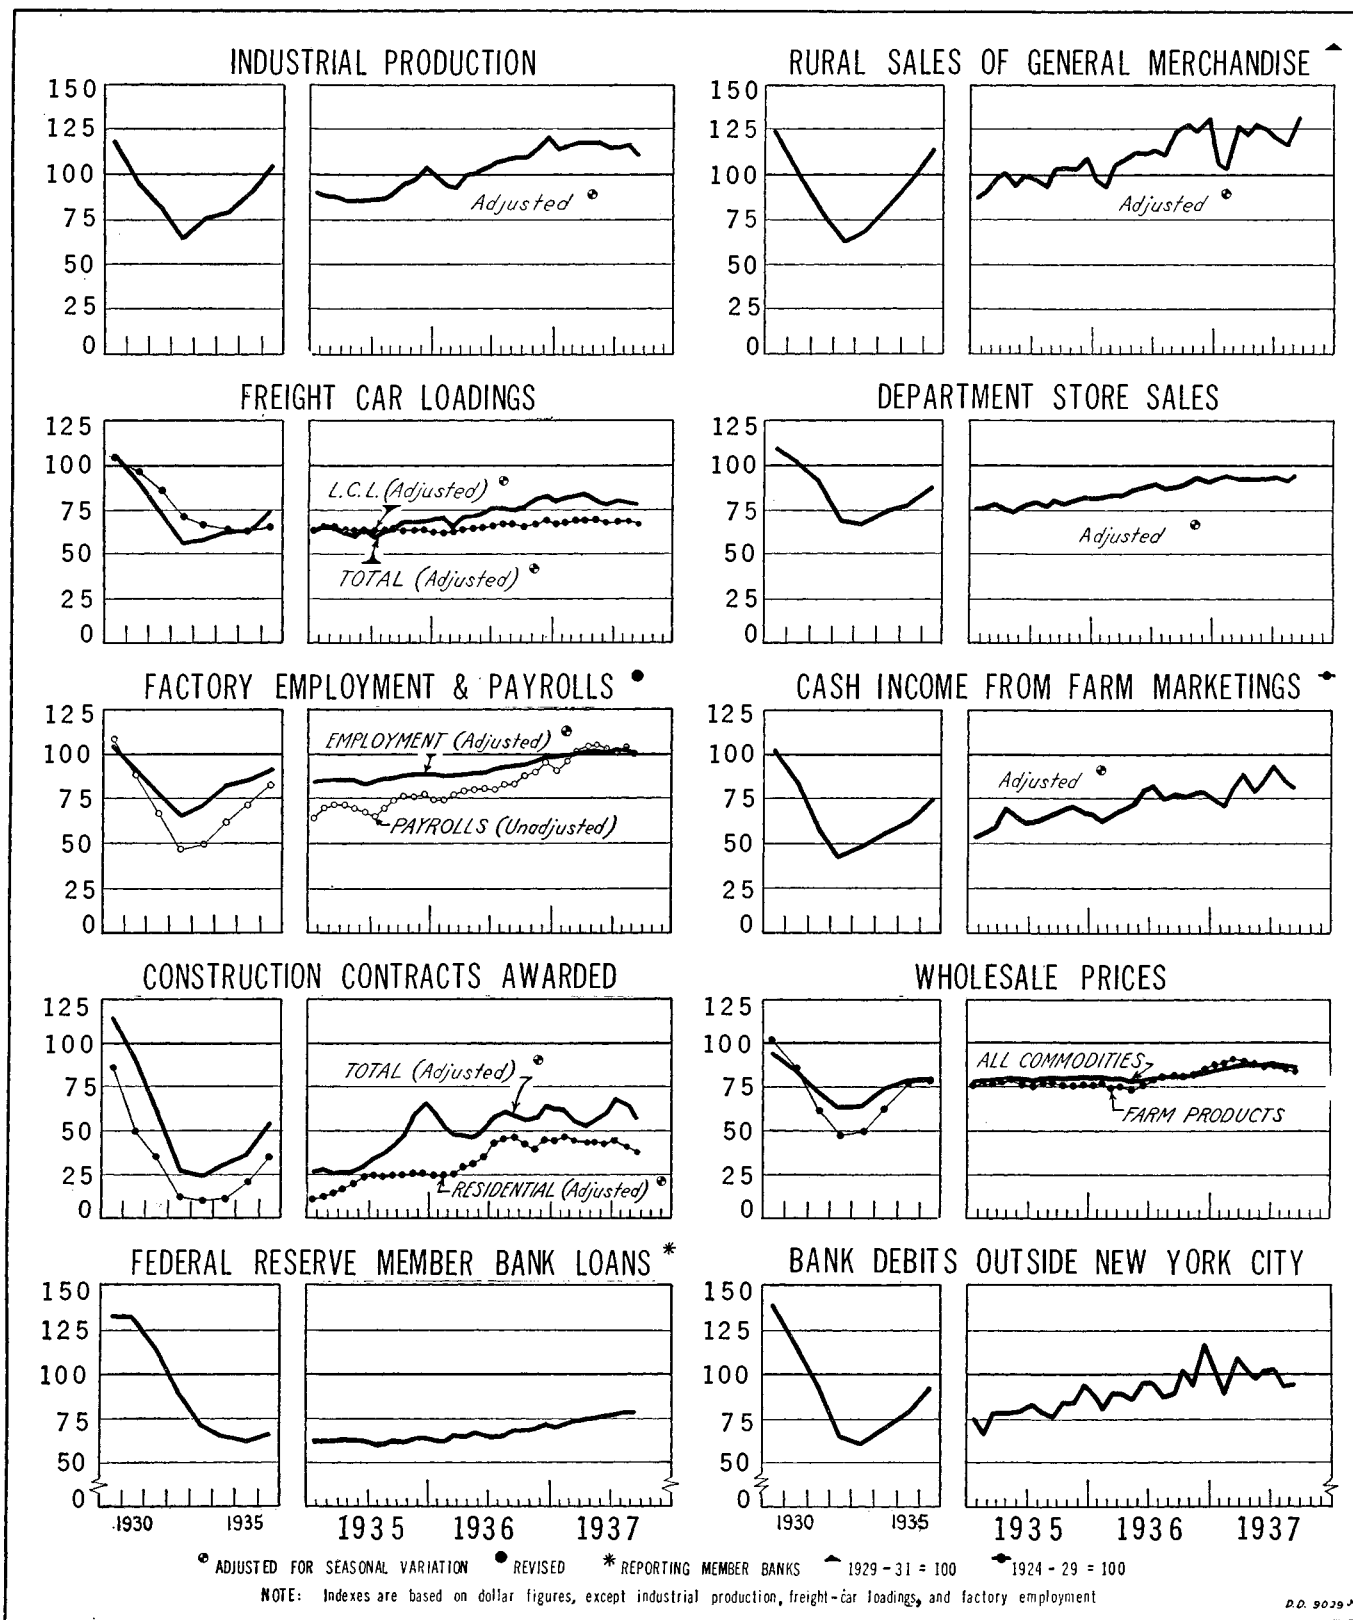 INDUSTRIAL PRODUCTION
150
125
100
75
50
25
0
Adjusted
RURAL SALES OF GENERAL MERCHANDISE
150
125
100
75
50
25
0
Adjusted
FREIGHT CAR LOADINGS
125
100
75
50
25
0
L.C.L. (Adjusted)
TOTAL (Adjusted)
DEPARTMENT STORE SALES
125
100
75
50
25
0
Adjusted
FACTORY EMPLOYMENT & PAYROLLS
125
100
75
50
25
0
EMPLOYMENT (Adjusted)
PAYROLLS (Unadjusted)
CASH INCOME FROM FARM MARKETINGS
125
100
75
50
25
0
Adjusted
CONSTRUCTION CONTRACTS AWARDED
125
100
75
50
25
0
TOTAL (Adjusted)
RESIDENTIAL (Adjusted)
WHOLESALE PRICES
125
100
75
50
25
0
ALL COMMODITIES
FARM PRODUCTS
FEDERAL RESERVE MEMBER BANK LOANS *
150
125
100
75
50
0
1930 1935
1935 1936 1937
BANK DEBITS OUTSIDE NEW YORK CITY
150
125
100
75
50
0
1930 1935
1935 1936 1937
ADJUSTED FOR SEASONAL VARIATION ● REVISED * REPORTING MEMBER BANKS 1929-31 = 100 1924-29 = 100
NOTE: Indexes are based on dollar figures, except industrial production, freight-car loadings, and factory employment
D.D. 9039